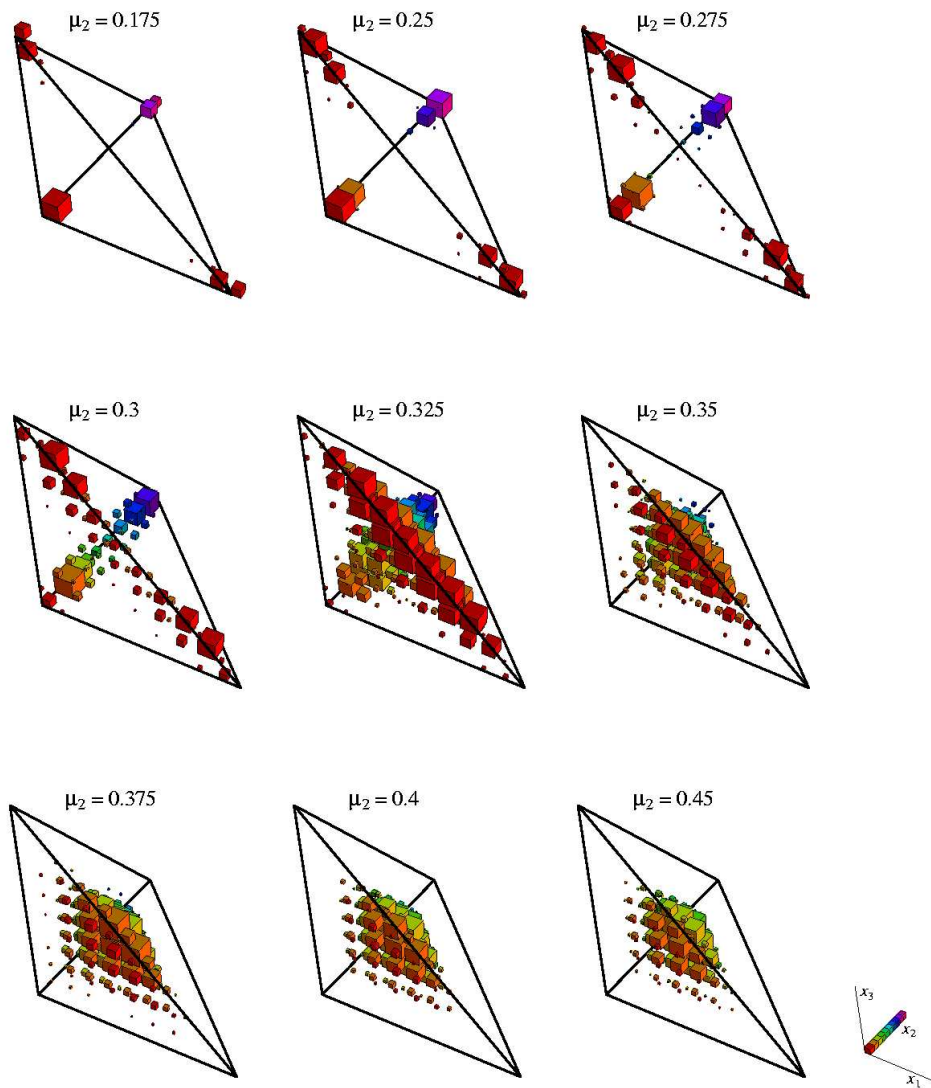 μ₂ = 0.175
μ₂ = 0.25
μ₂ = 0.275
μ₂ = 0.3
μ₂ = 0.325
μ₂ = 0.35
μ₂ = 0.375
μ₂ = 0.4
μ₂ = 0.45
x₃
x₂
x₁